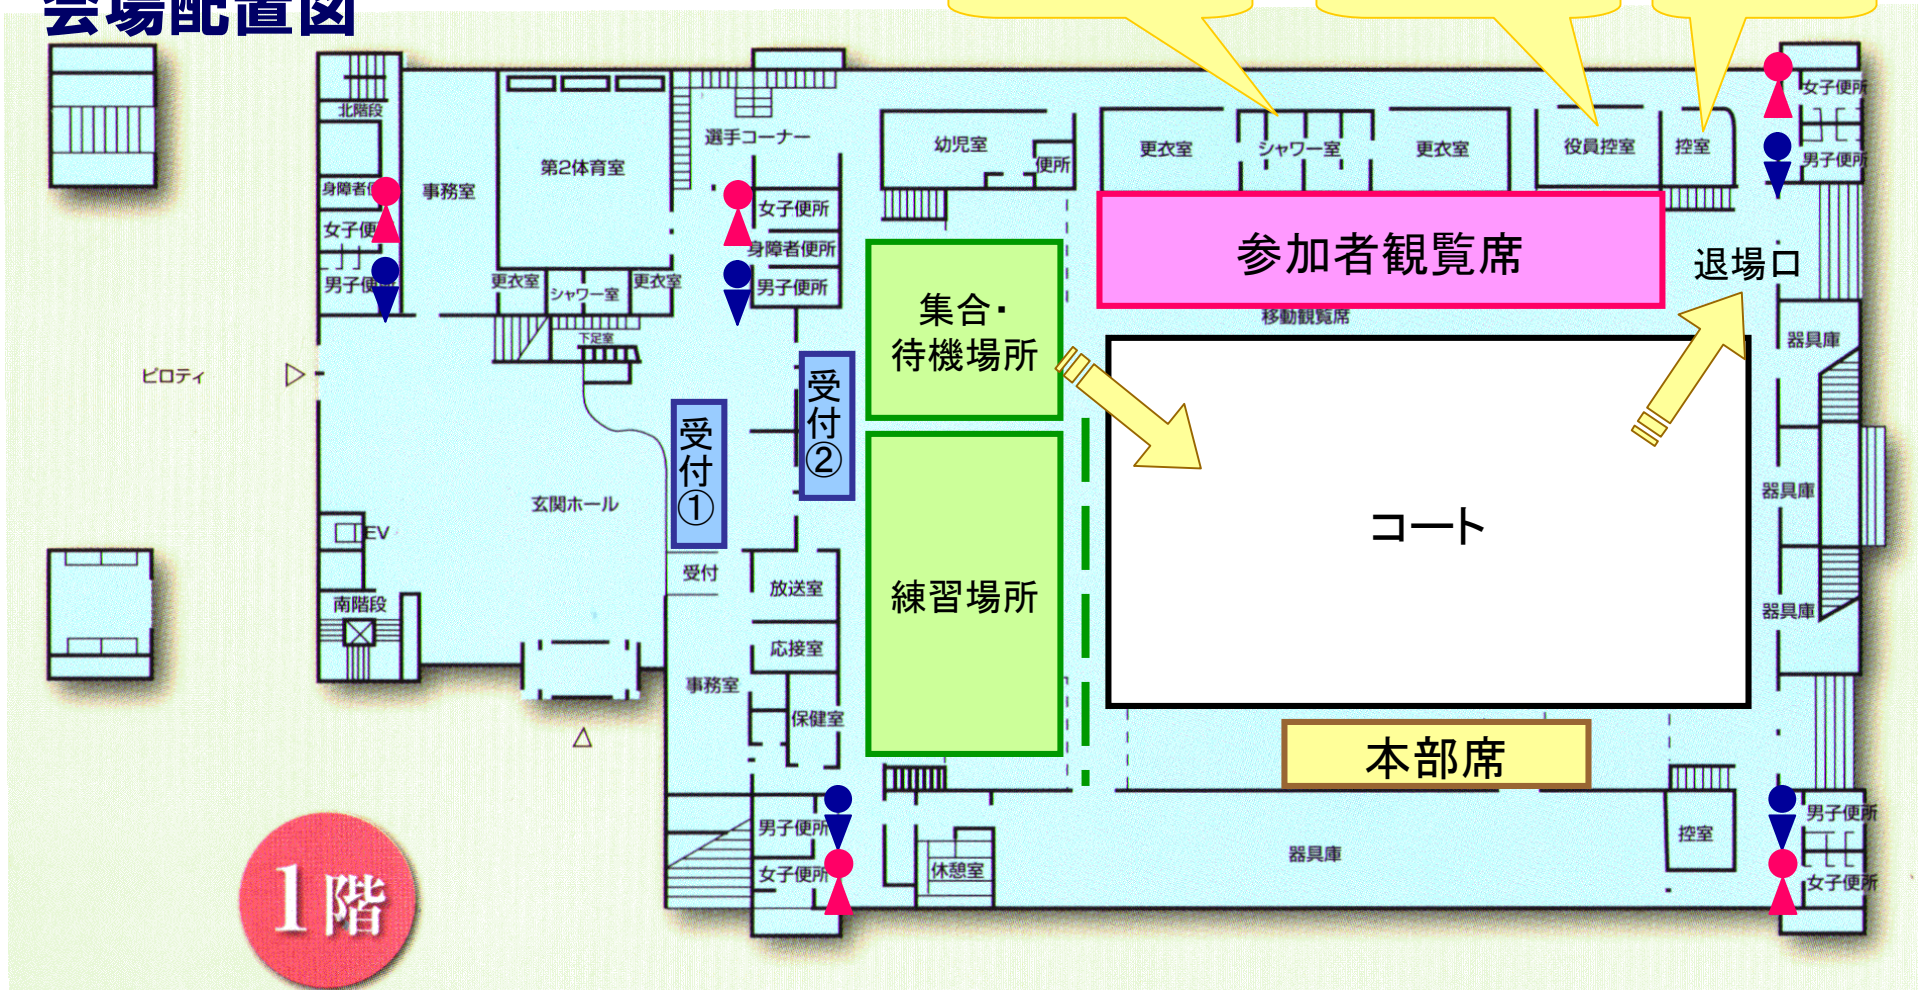 会場配置図
北階段
身障者便
女子便
男子便所
事務室
第2体育室
更衣室
シャワー室
更衣室
下足室
選手コーナー
女子便所
身障者便所
男子便所
幼児室
便所
更衣室
シャワー室
更衣室
役員控室
控室
女子便所
男子便所
参加者観覧席
移動観覧席
退場口
集合・
待機場所
ピロティ
受付①
受付②
器具庫
器具庫
器具庫
玄関ホール
EV
南階段
受付
放送室
応接室
事務室
保健室
練習場所
コート
本部席
男子便所
女子便所
休憩室
器具庫
控室
男子便所
女子便所
1階